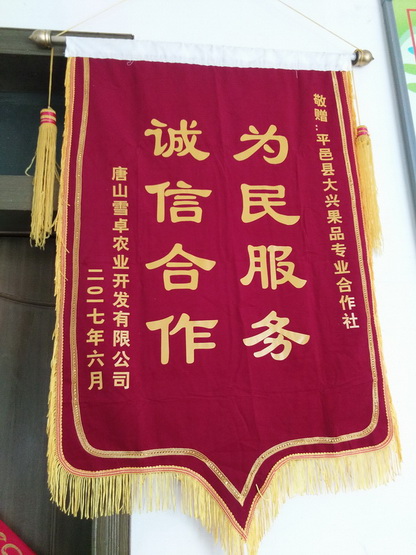 敬赠:平邑县大兴果品专业合作社
为民服务
诚信合作
唐山雪卓农业开发有限公司
二〇一七年六月